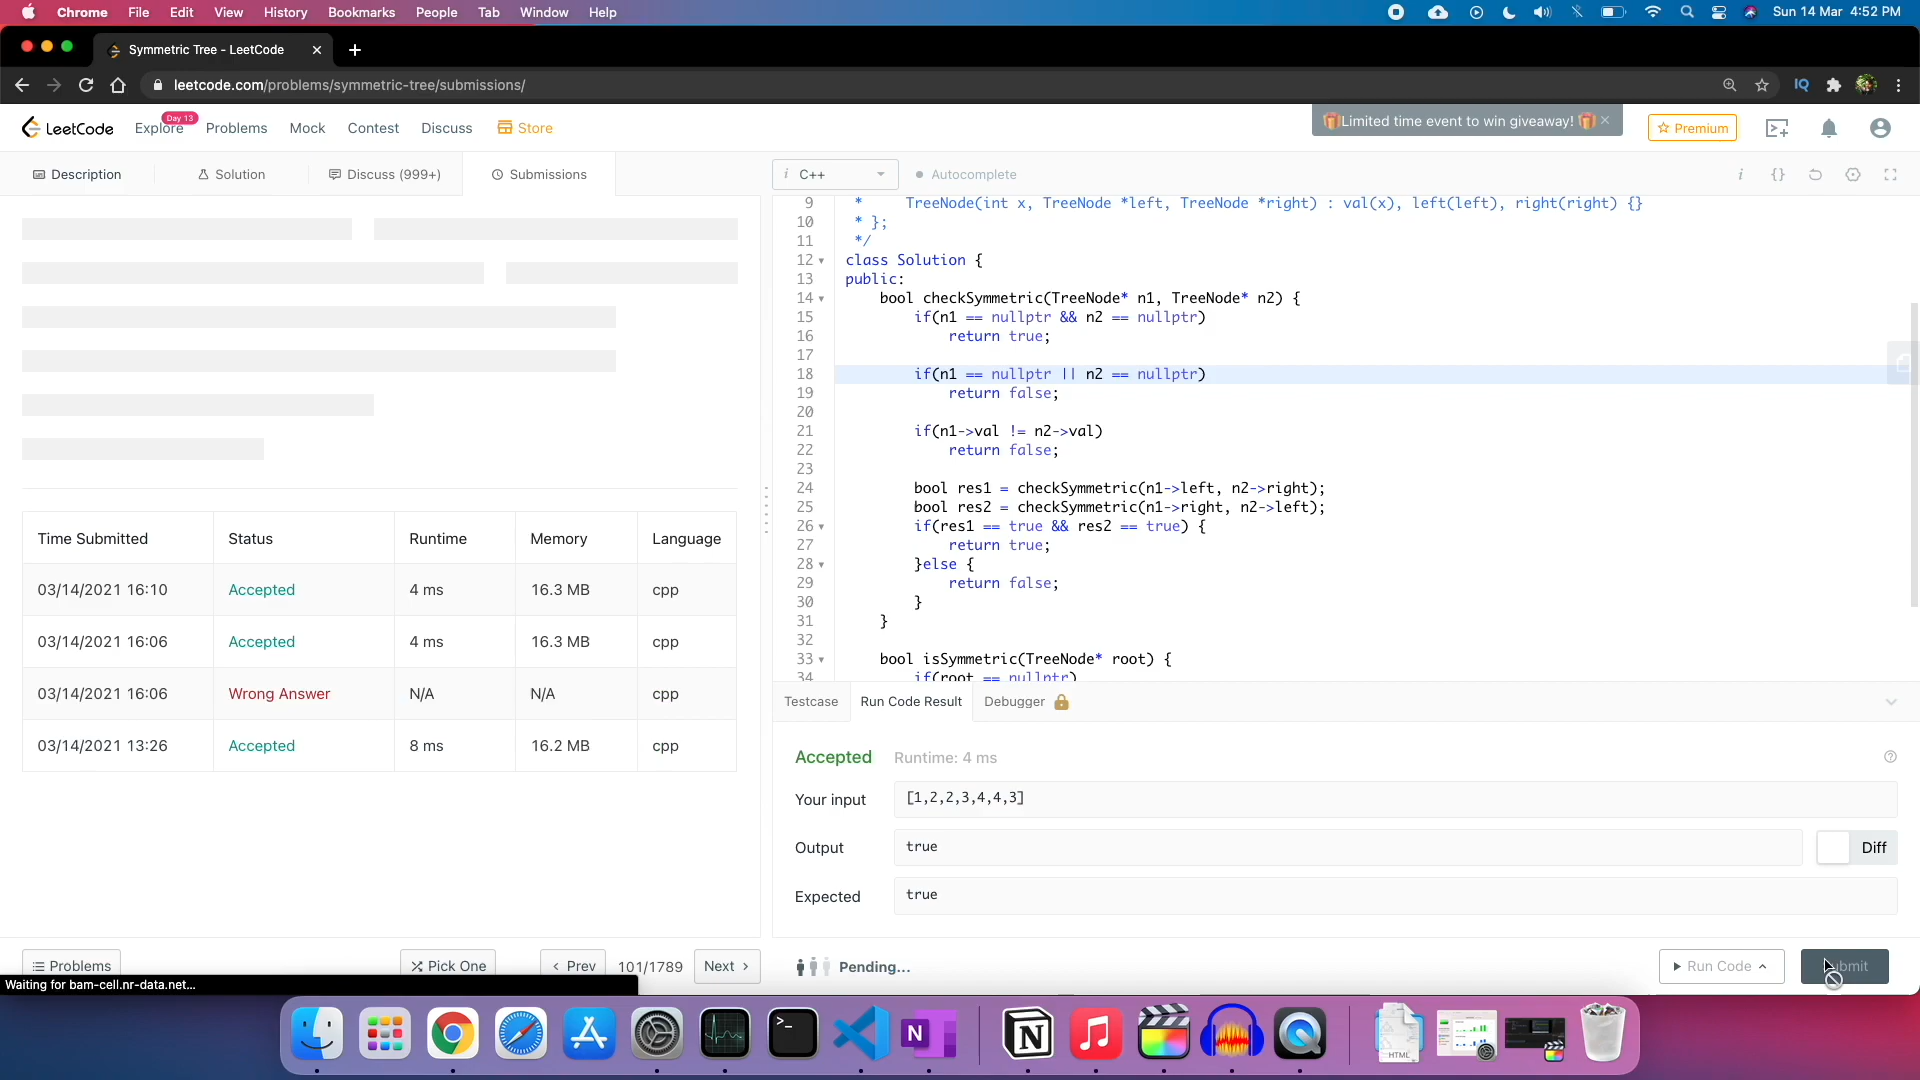 Chrome File Edit View History Bookmarks People Tab Window Help Sun 14 Mar 4:52 PM
Symmetric Tree - LeetCode
leetcode.com/problems/symmetric-tree/submissions/
LeetCode Explore Day 13 Problems Mock Contest Discuss Store Limited time event to win giveaway! Premium
Description Solution Discuss (999+) Submissions i C++ Autocomplete
9 * TreeNode(int x, TreeNode *left, TreeNode *right) : val(x), left(left), right(right) {}
10 * };
11 */
12 class Solution {
13 public:
14 bool checkSymmetric(TreeNode* n1, TreeNode* n2) {
15 if(n1 == nullptr && n2 == nullptr)
16 return true;
17
18 if(n1 == nullptr || n2 == nullptr)
19 return false;
20
21 if(n1->val != n2->val)
22 return false;
23
24 bool res1 = checkSymmetric(n1->left, n2->right);
25 bool res2 = checkSymmetric(n1->right, n2->left);
26 if(res1 == true && res2 == true) {
27 return true;
28 }else {
29 return false;
30 }
31 }
32
33 bool isSymmetric(TreeNode* root) {
34 if(root == nullptr)
Time Submitted Status Runtime Memory Language
03/14/2021 16:10 Accepted 4 ms 16.3 MB cpp
03/14/2021 16:06 Accepted 4 ms 16.3 MB cpp
03/14/2021 16:06 Wrong Answer N/A N/A cpp
03/14/2021 13:26 Accepted 8 ms 16.2 MB cpp
Testcase Run Code Result Debugger
Accepted Runtime: 4 ms
Your input [1,2,2,3,4,4,3]
Output true Diff
Expected true
Problems Pick One Prev 101/1789 Next Pending... Run Code Submit
Waiting for bam-cell.nr-data.net...
HTML